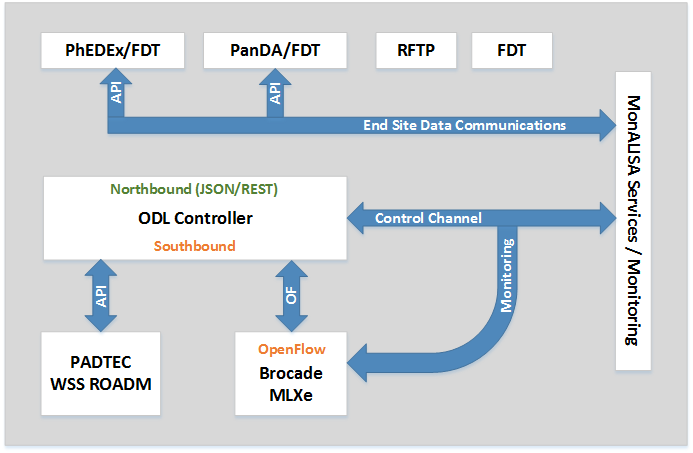 PhEDEx/FDT
PanDA/FDT
RFTP
FDT
API
API
End Site Data Communications
MonALISA Services / Monitoring
Northbound (JSON/REST)
ODL Controller
Southbound
Control Channel
Monitoring
API
OF
PADTEC
WSS ROADM
OpenFlow
Brocade
MLXe